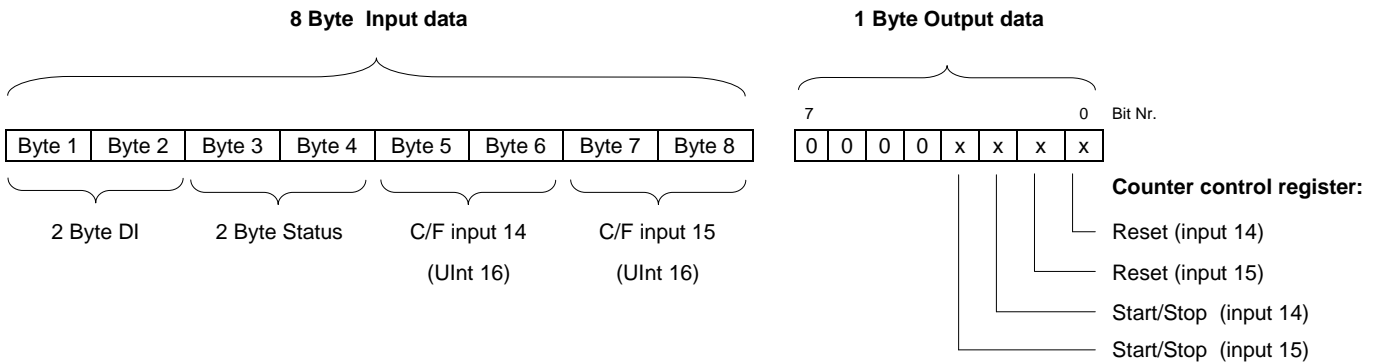 8 Byte Input data
1 Byte Output data
7 0 Bit Nr.
Byte 1 Byte 2 Byte 3 Byte 4 Byte 5 Byte 6 Byte 7 Byte 8
0 0 0 0 x x x x
Counter control register:
2 Byte DI 2 Byte Status C/F input 14 C/F input 15
(UInt 16) (UInt 16)
Reset (input 14)
Reset (input 15)
Start/Stop (input 14)
Start/Stop (input 15)